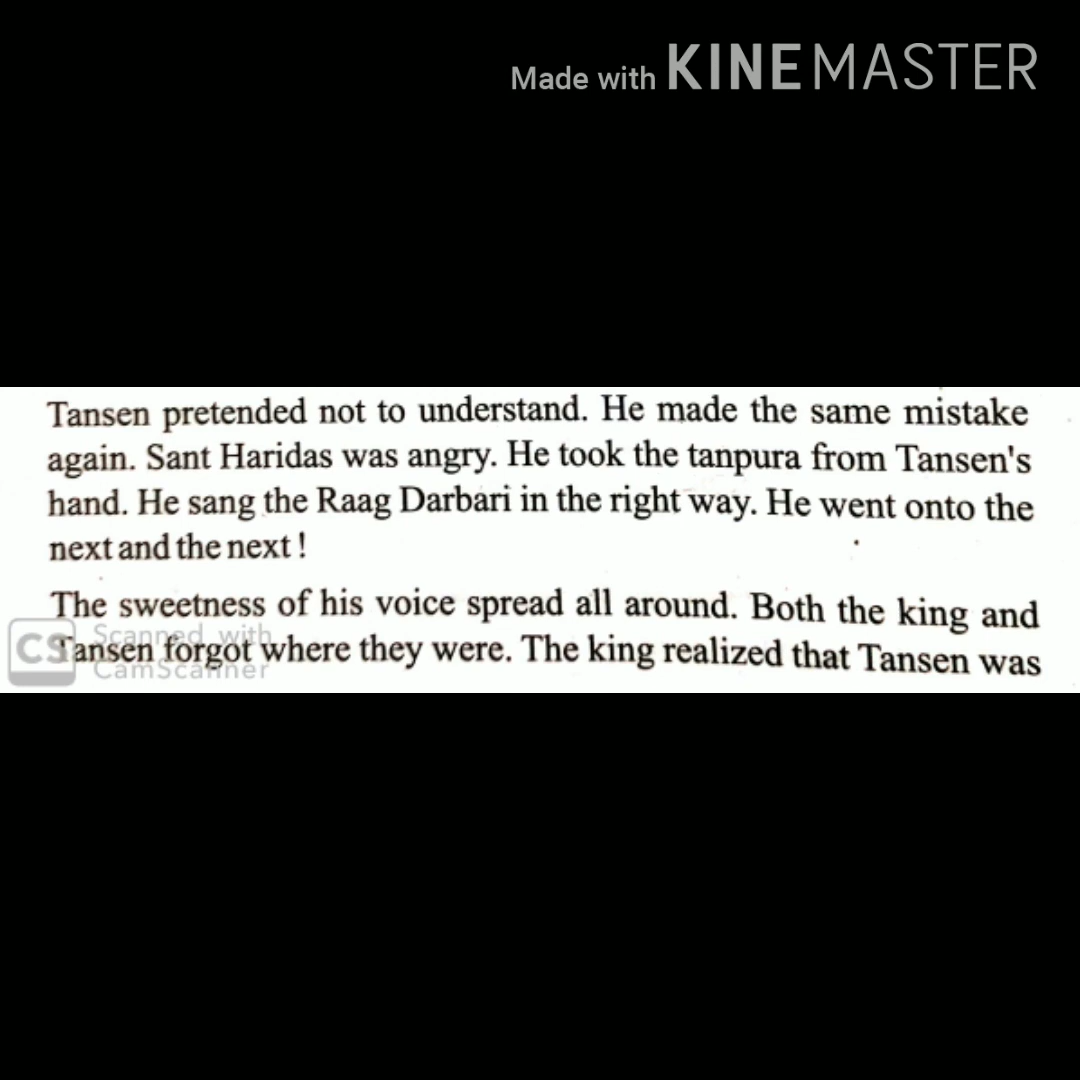 Made with KINEMASTER
Tansen pretended not to understand. He made the same mistake
again. Sant Haridas was angry. He took the tanpura from Tansen's
hand. He sang the Raag Darbari in the right way. He went onto the
next and the next !
The sweetness of his voice spread all around. Both the king and
Tansen forgot where they were. The king realized that Tansen was
CS Scanned with
CamScanner